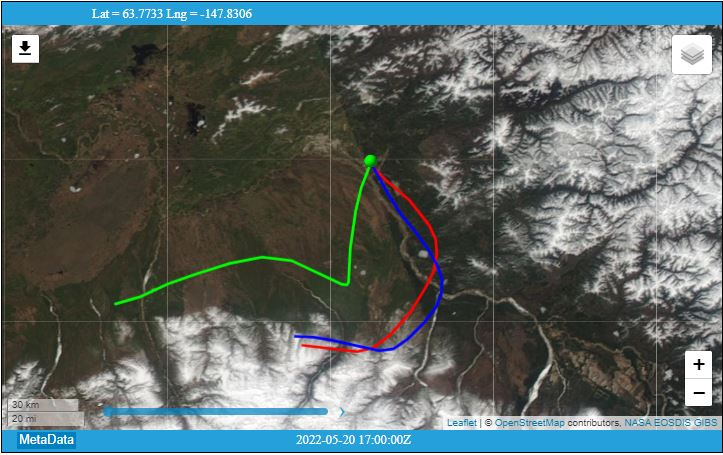 Lat = 63.7733 Lng = -147.8306
+
−
30 km
20 mi
Leaflet | © OpenStreetMap contributors, NASA EOSDIS GIBS
MetaData
2022-05-20 17:00:00Z